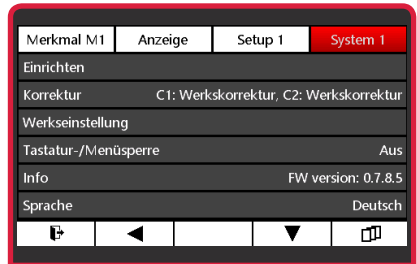 Merkmal M1 Anzeige Setup 1 System 1
Einrichten
Korrektur C1: Werkskorrektur, C2: Werkskorrektur
Werkseinstellung
Tastatur-/Menüsperre Aus
Info FW version: 0.7.8.5
Sprache Deutsch